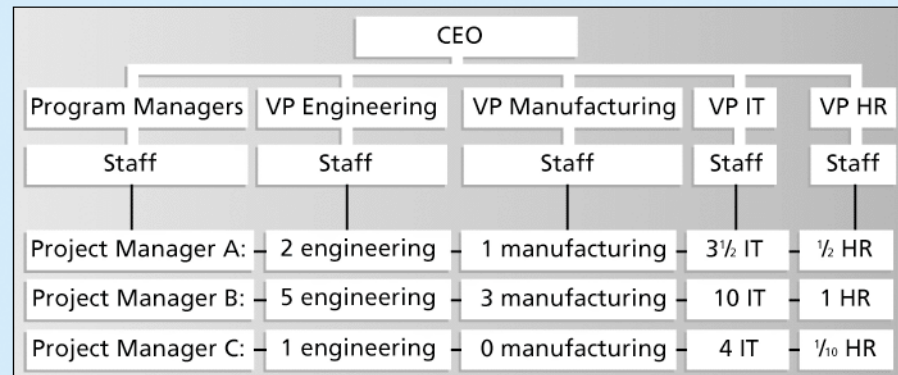 CEO
Program Managers VP Engineering VP Manufacturing VP IT VP HR
Staff Staff Staff Staff Staff
Project Manager A: 2 engineering 1 manufacturing 3½ IT ½ HR
Project Manager B: 5 engineering 3 manufacturing 10 IT 1 HR
Project Manager C: 1 engineering 0 manufacturing 4 IT 1/10 HR